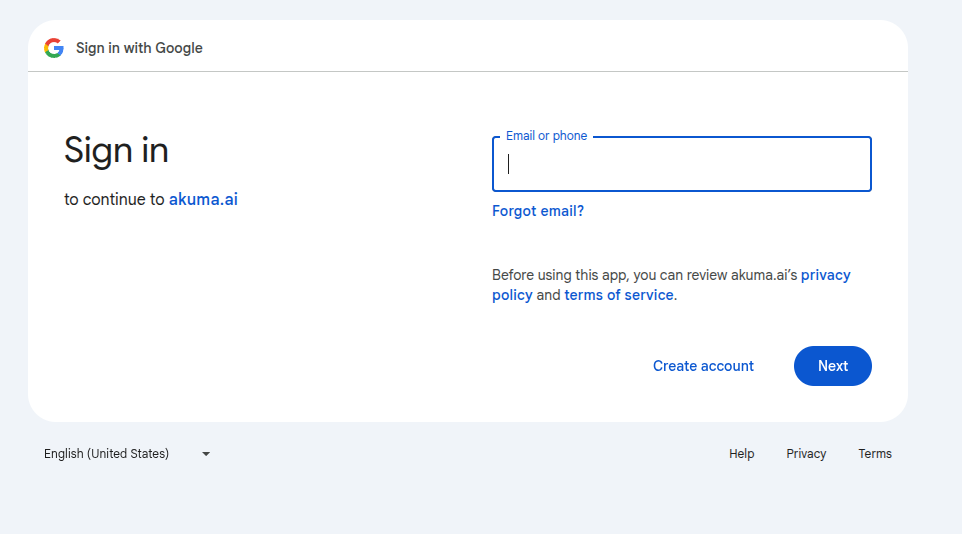 Sign in with Google
Sign in
to continue to akuma.ai
Email or phone
Forgot email?
Before using this app, you can review akuma.ai’s privacy
policy and terms of service.
Create account
Next
English (United States)
Help
Privacy
Terms